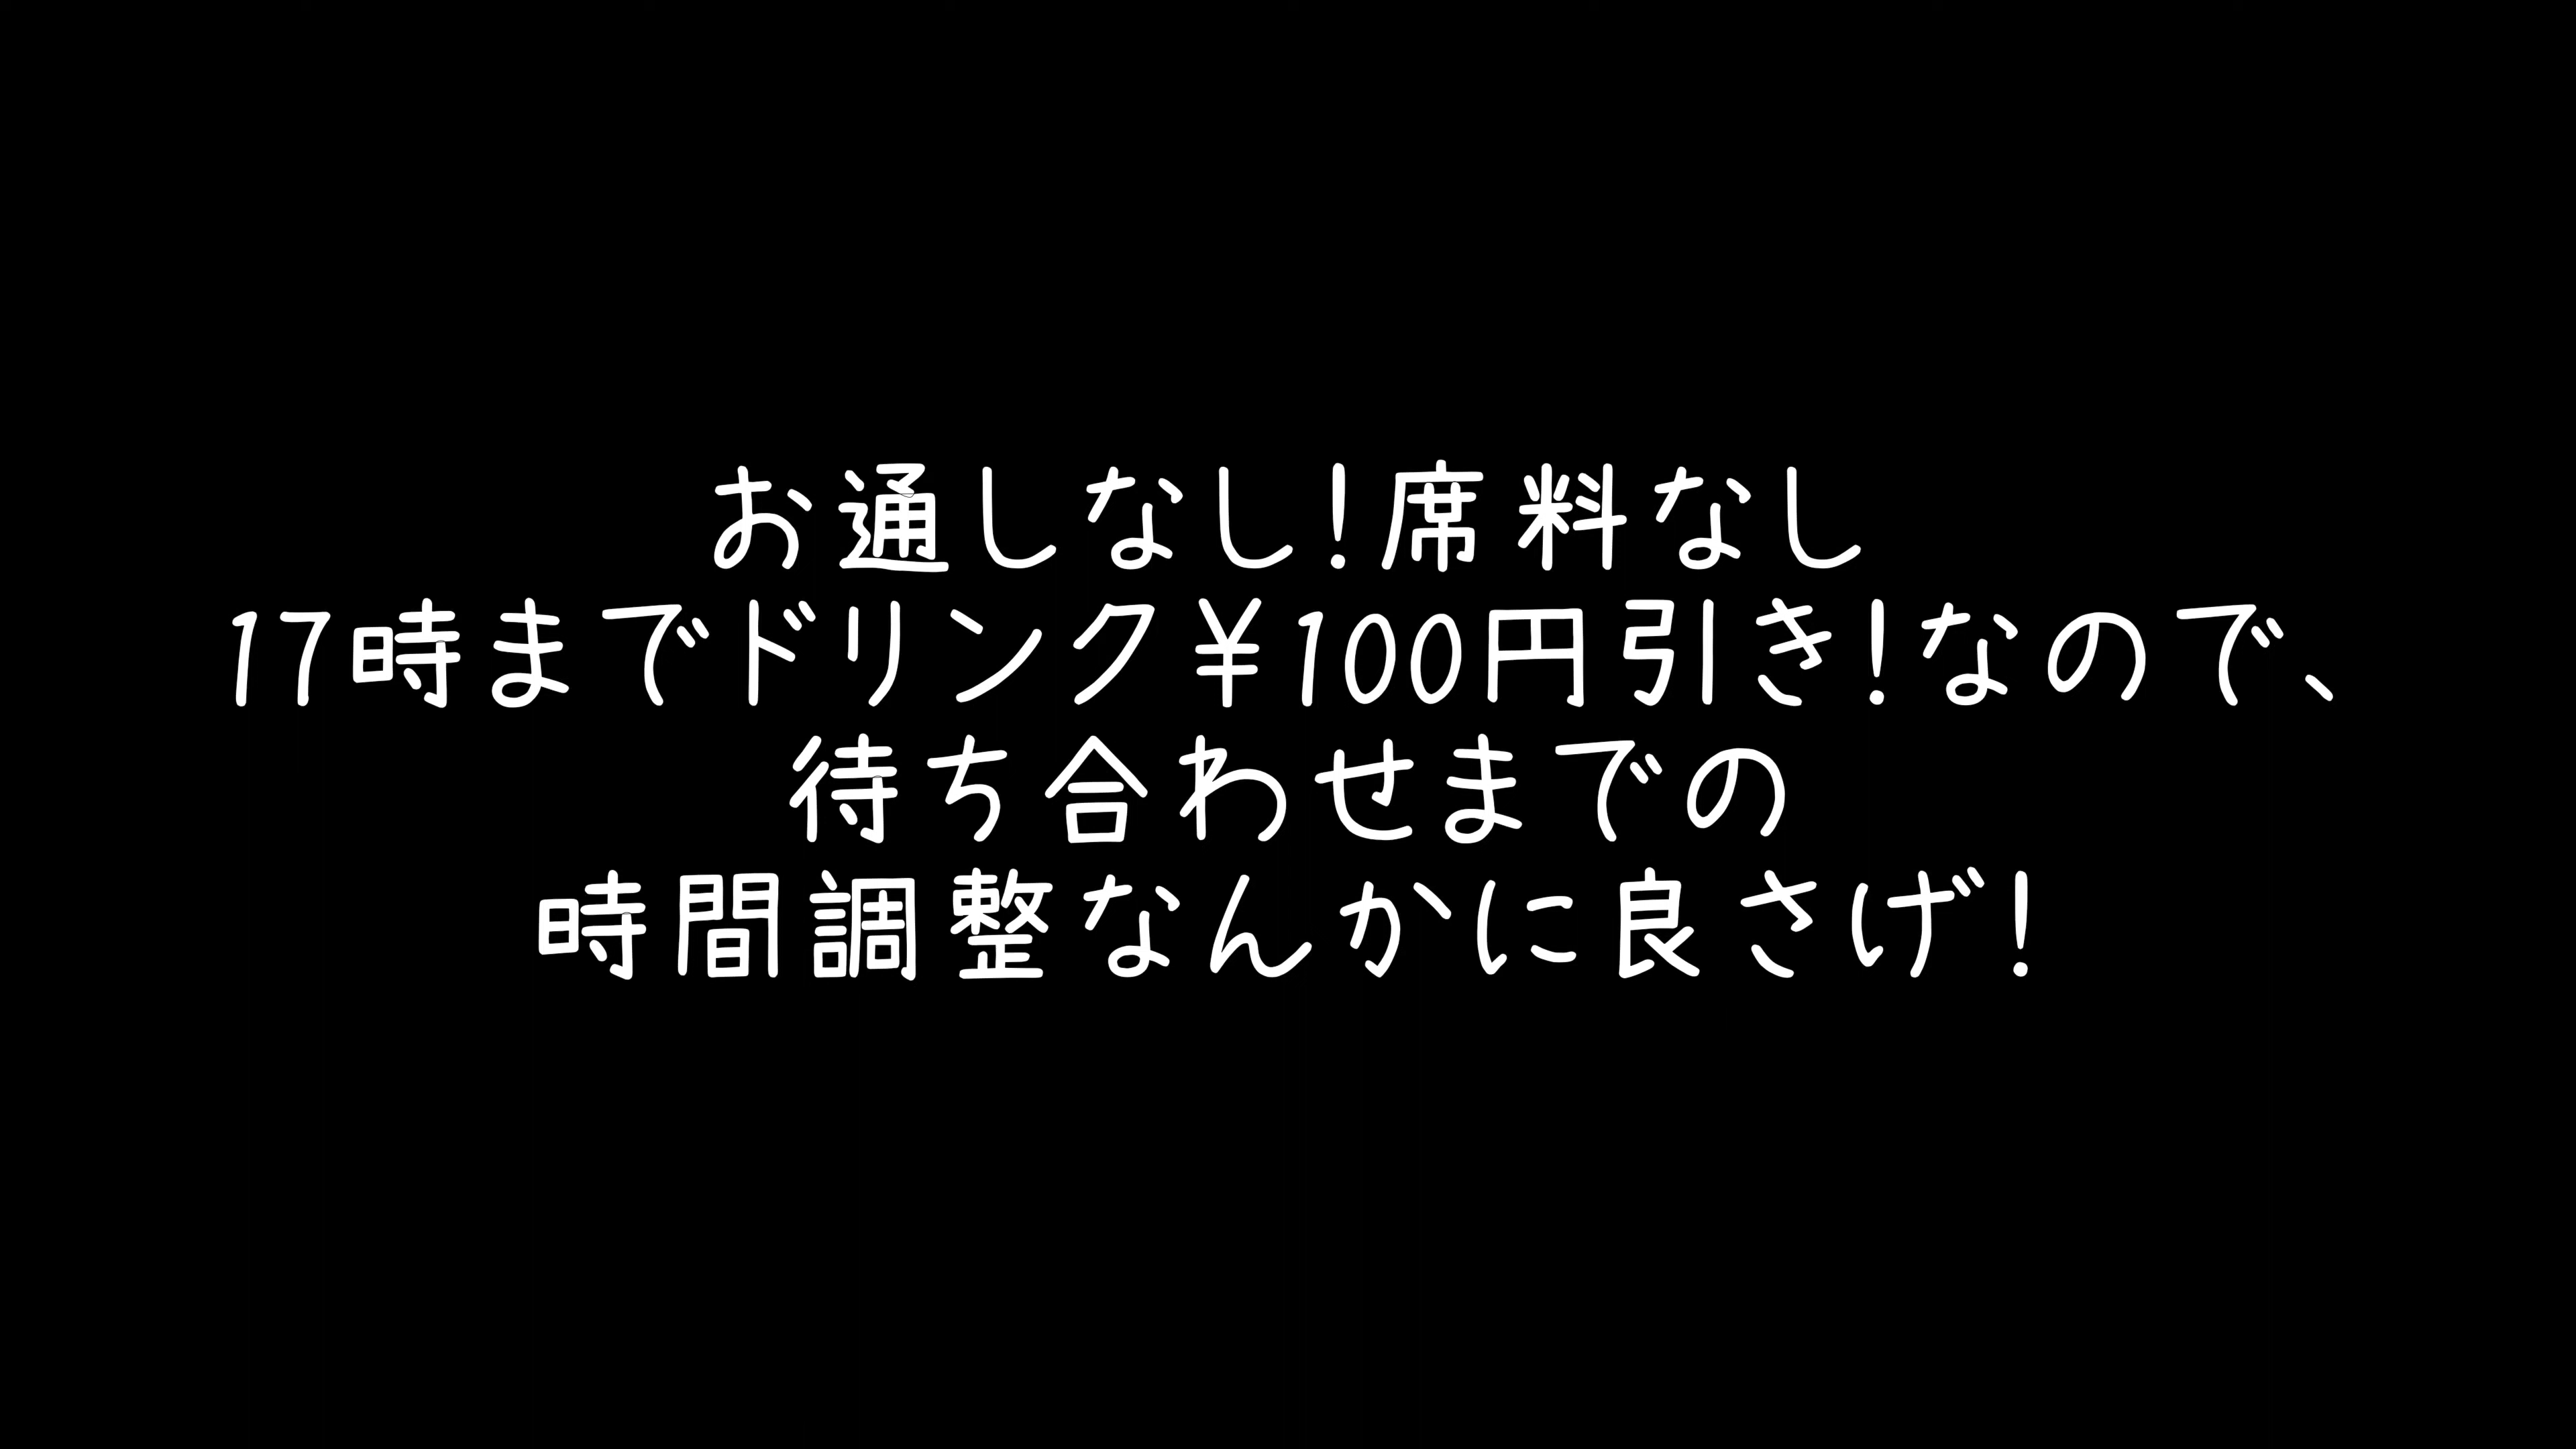 お通しなし!席料なし
17時までドリンク¥100円引き!なので、
待ち合わせまでの
時間調整なんかに良さげ!